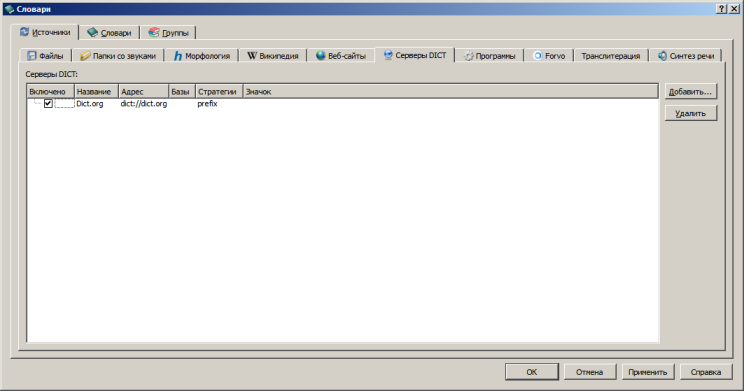 Словари
Источники Словари Группы
Файлы Папки со звуками Морфология Википедия Веб-сайты Серверы DICT Программы Forvo Транслитерация Синтез речи
Серверы DICT:
Включено Название Адрес Базы Стратегии Значок
Dict.org dict://dict.org prefix
Добавить...
Удалить
OK Отмена Применить Справка